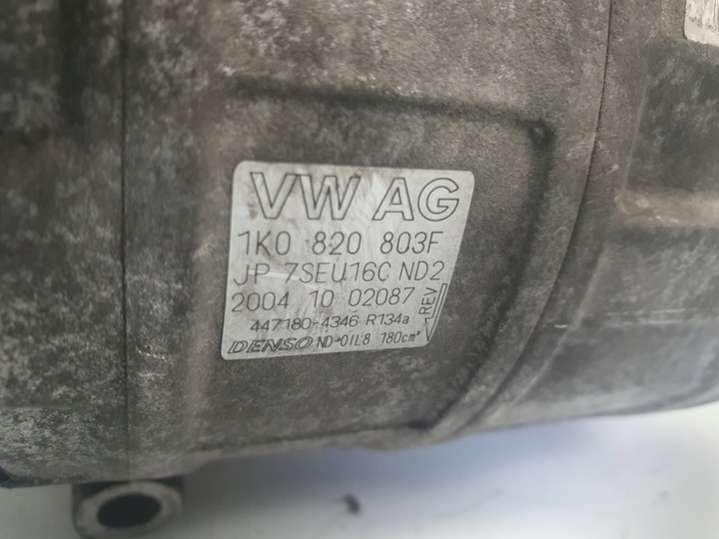 VW AG
1K0 820 803F
JP 7SEU16C ND2
2004 10 02087
REV
447180-4346 R134a
DENSO ND-OIL8 180cm³